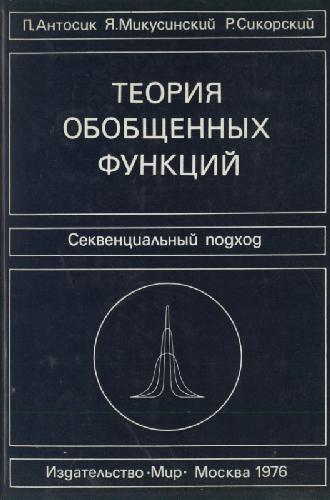 П.Антосик Я.Микусинский Р.Сикорский
ТЕОРИЯ
ОБОБЩЕННЫХ
ФУНКЦИЙ
Секвенциальный подход
Издательство·Мир·Москва 1976